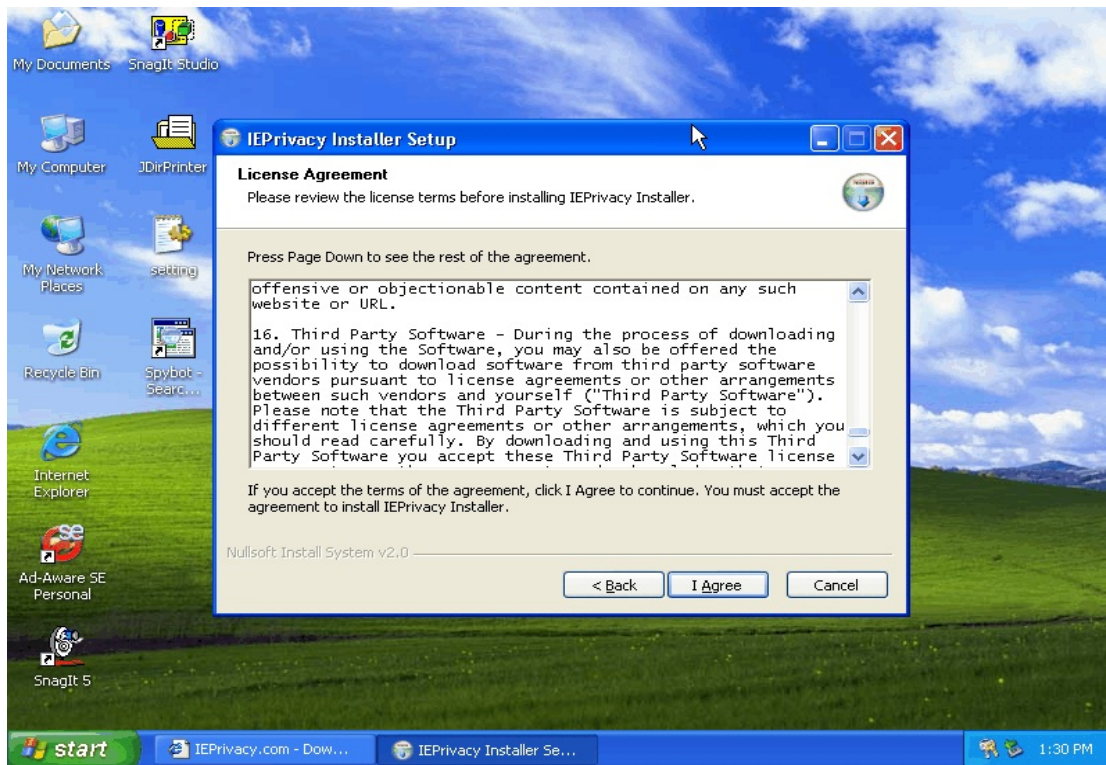 My Documents
SnagIt Studio
My Computer
JDirPrinter
My Network
Places
setting
Recycle Bin
Spybot -
Searc...
Internet
Explorer
Ad-Aware SE
Personal
SnagIt 5
IEPrivacy Installer Setup
License Agreement
Please review the license terms before installing IEPrivacy Installer.
Press Page Down to see the rest of the agreement.
offensive or objectionable content contained on any such
website or URL.
16. Third Party Software - During the process of downloading
and/or using the Software, you may also be offered the
possibility to download software from third party software
vendors pursuant to license agreements or other arrangements
between such vendors and yourself ("Third Party Software").
Please note that the Third Party Software is subject to
different license agreements or other arrangements, which you
should read carefully. By downloading and using this Third
Party Software you accept these Third Party Software license
If you accept the terms of the agreement, click I Agree to continue. You must accept the
agreement to install IEPrivacy Installer.
Nullsoft Install System v2.0
< Back
I Agree
Cancel
start
IEPrivacy.com - Dow...
IEPrivacy Installer Se...
1:30 PM